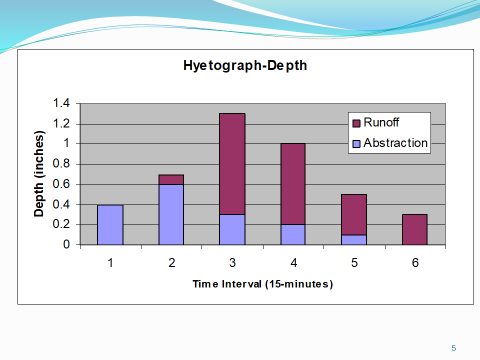 Hyetograph-Depth
1.4
1.2
1
0.8
0.6
0.4
0.2
0
Depth (inches)
Runoff
Abstraction
1 2 3 4 5 6
Time Interval (15-minutes)
5